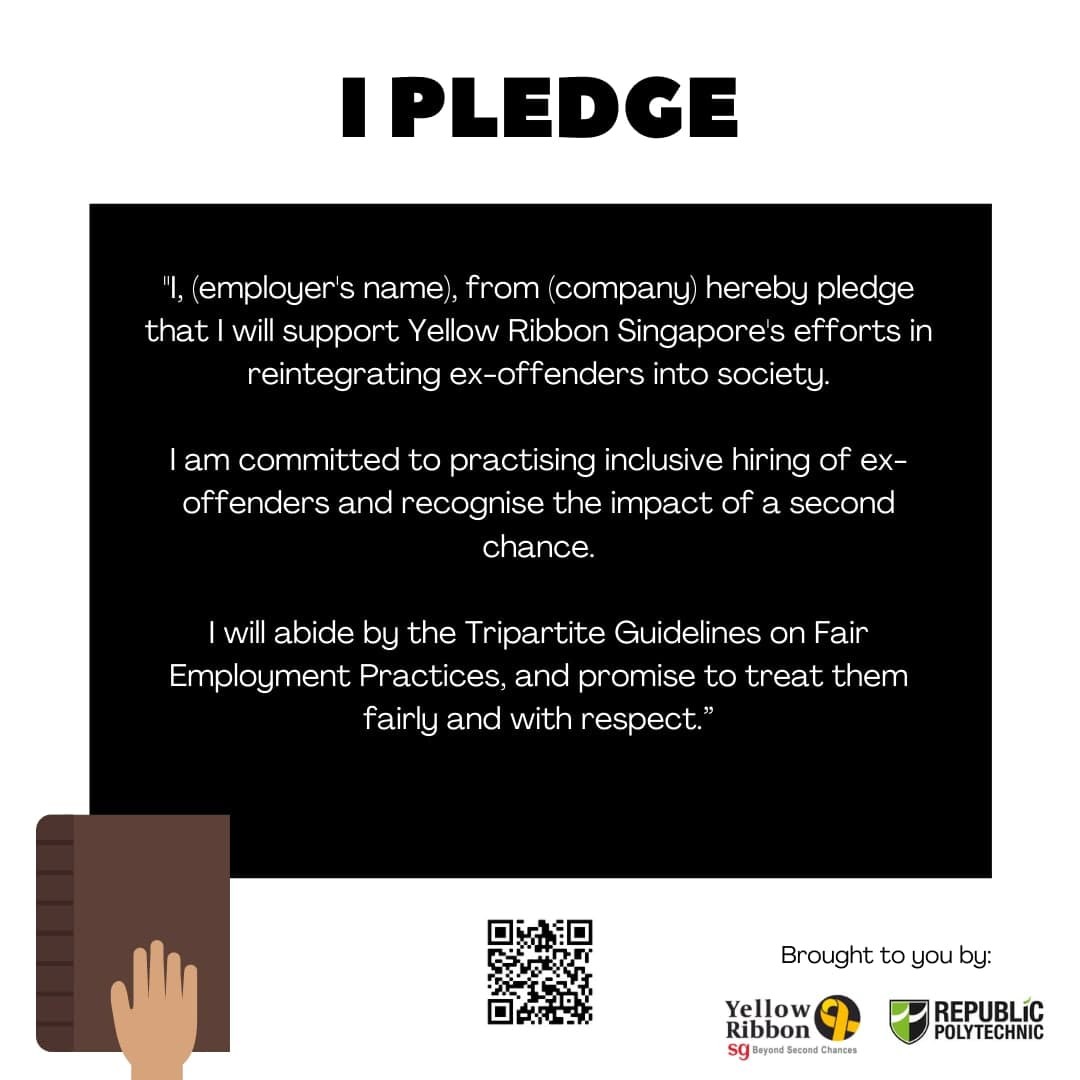 I PLEDGE
"I, (employer's name), from (company) hereby pledge
that I will support Yellow Ribbon Singapore's efforts in
reintegrating ex-offenders into society.
I am committed to practising inclusive hiring of ex-
offenders and recognise the impact of a second
chance.
I will abide by the Tripartite Guidelines on Fair
Employment Practices, and promise to treat them
fairly and with respect.”
Brought to you by:
Yellow
Ribbon
sg Beyond Second Chances
REPUBLIC
POLYTECHNIC